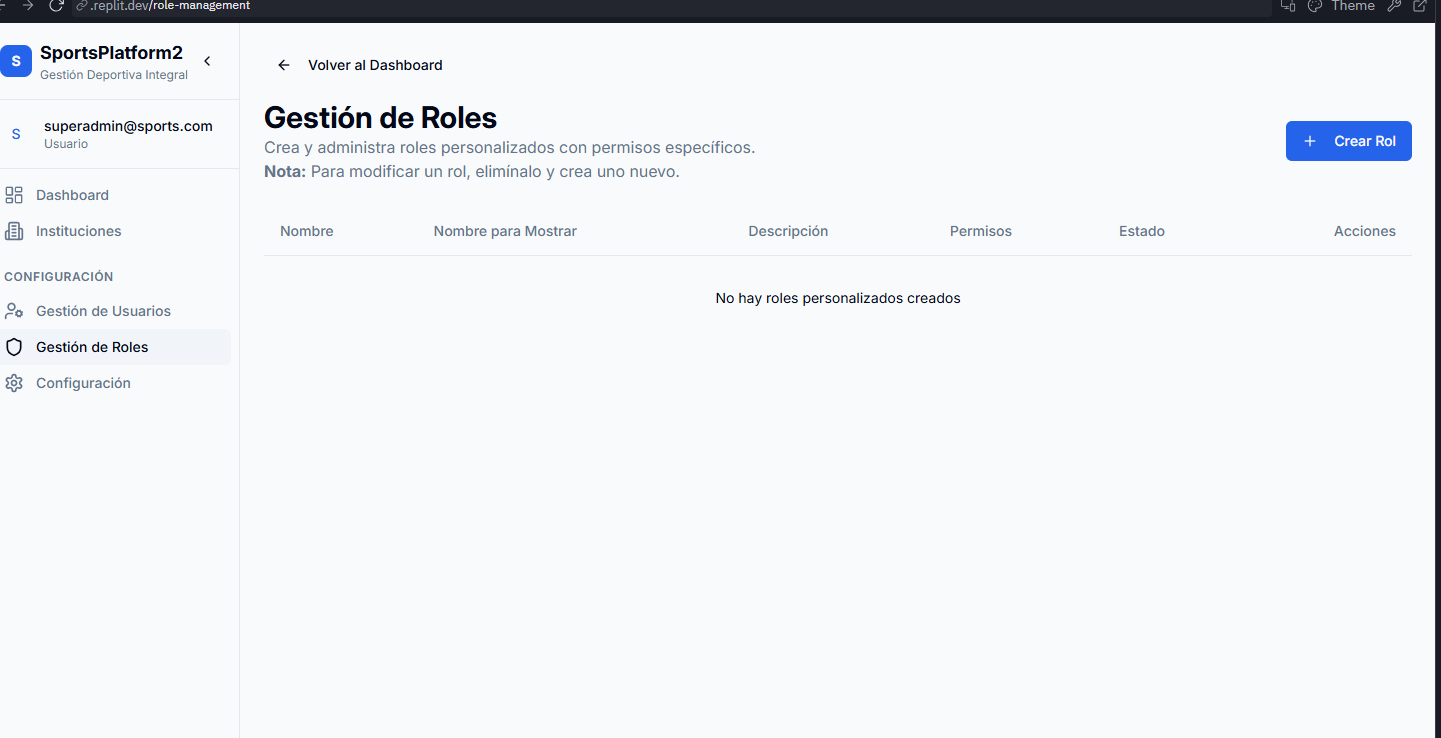 .replit.dev/role-management
Theme
S
SportsPlatform2
Gestión Deportiva Integral
S
superadmin@sports.com
Usuario
Dashboard
Instituciones
CONFIGURACIÓN
Gestión de Usuarios
Gestión de Roles
Configuración
Volver al Dashboard
Gestión de Roles
Crea y administra roles personalizados con permisos específicos.
Nota: Para modificar un rol, elimínalo y crea uno nuevo.
+ Crear Rol
Nombre Nombre para Mostrar Descripción Permisos Estado Acciones
No hay roles personalizados creados